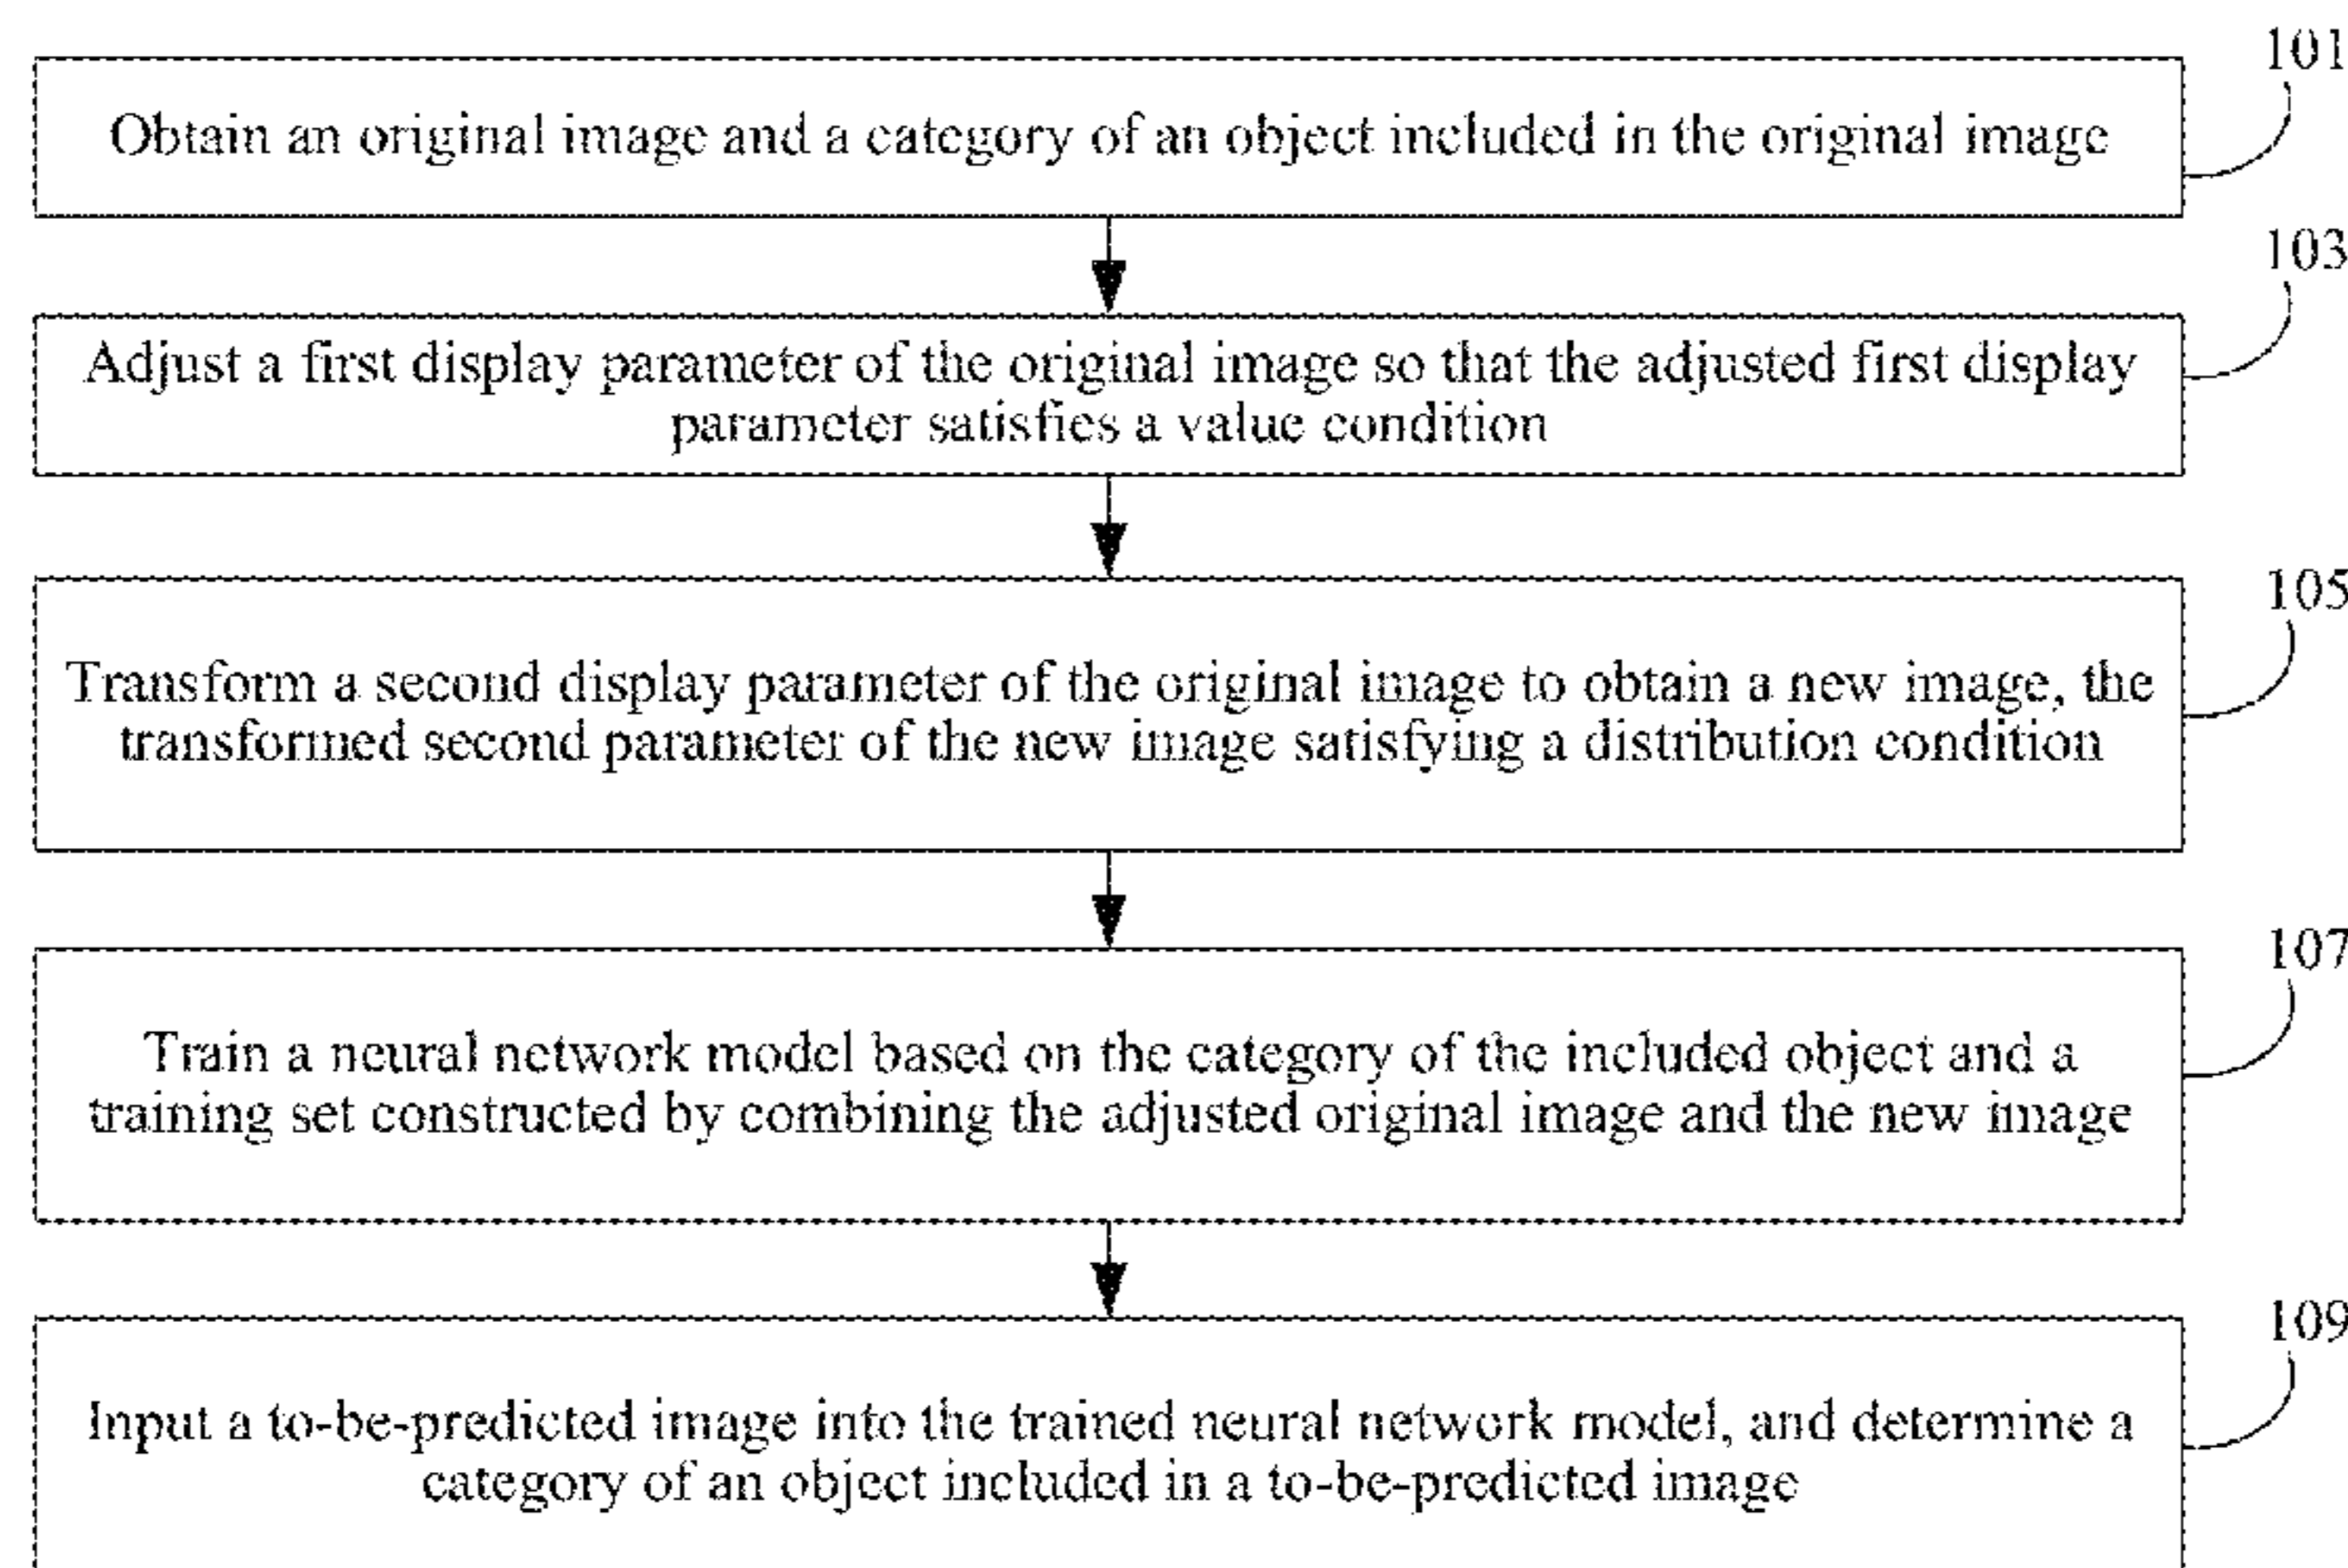 101
Obtain an original image and a category of an object included in the original image
103
Adjust a first display parameter of the original image so that the adjusted first display
parameter satisfies a value condition
105
Transform a second display parameter of the original image to obtain a new image, the
transformed second parameter of the new image satisfying a distribution condition
107
Train a neural network model based on the category of the included object and a
training set constructed by combining the adjusted original image and the new image
109
Input a to-be-predicted image into the trained neural network model, and determine a
category of an object included in a to-be-predicted image